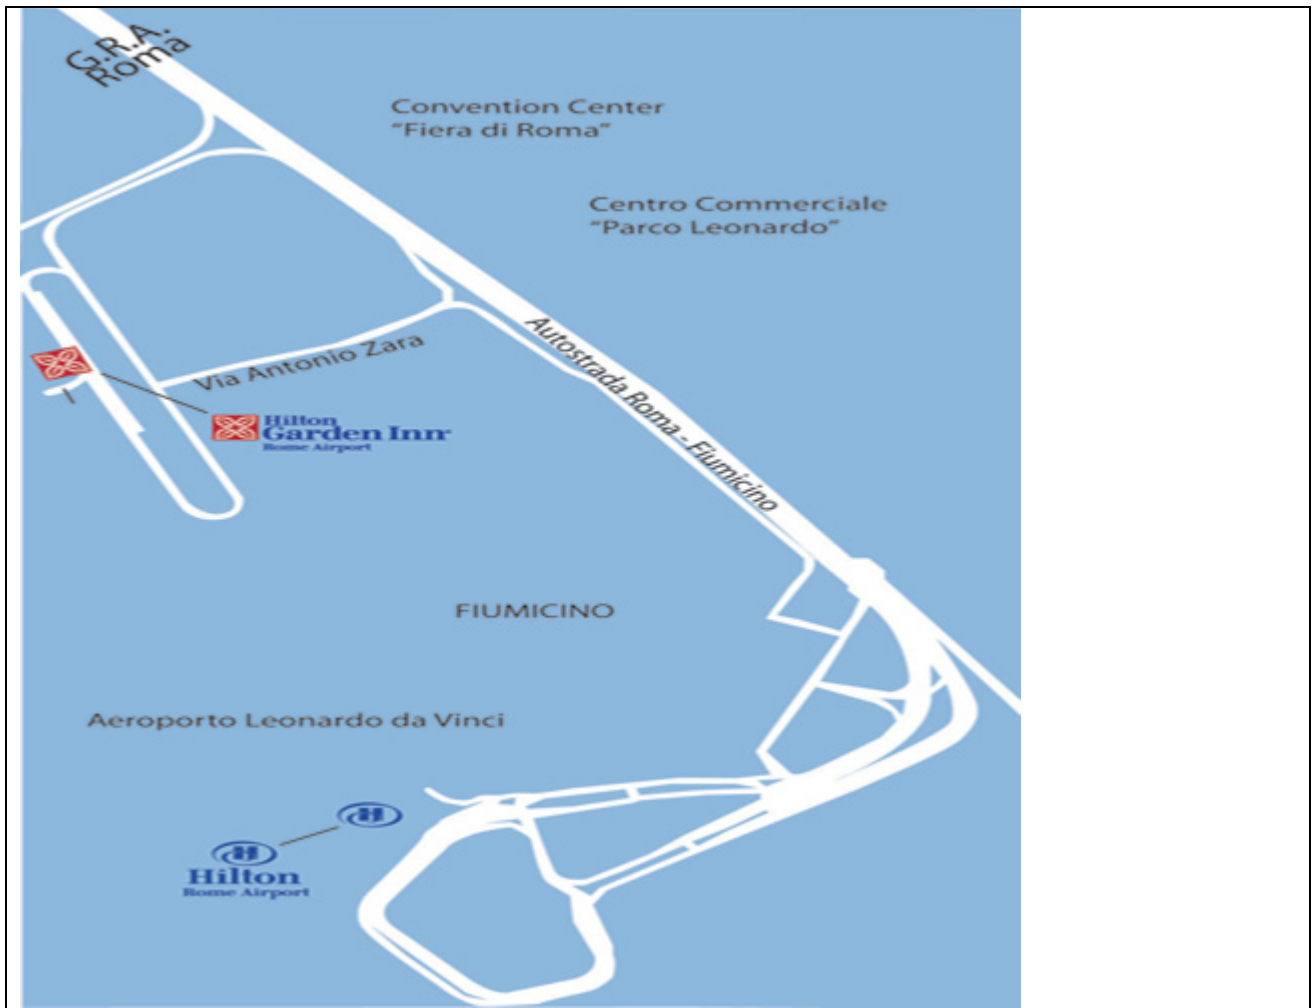 G.R.A.
Roma
Convention Center
"Fiera di Roma"
Centro Commerciale
"Parco Leonardo"
Autostrada Roma - Fiumicino
Via Antonio Zara
Hilton
Garden Inn
Rome Airport
FIUMICINO
Aeroporto Leonardo da Vinci
H
H
Hilton
Rome Airport